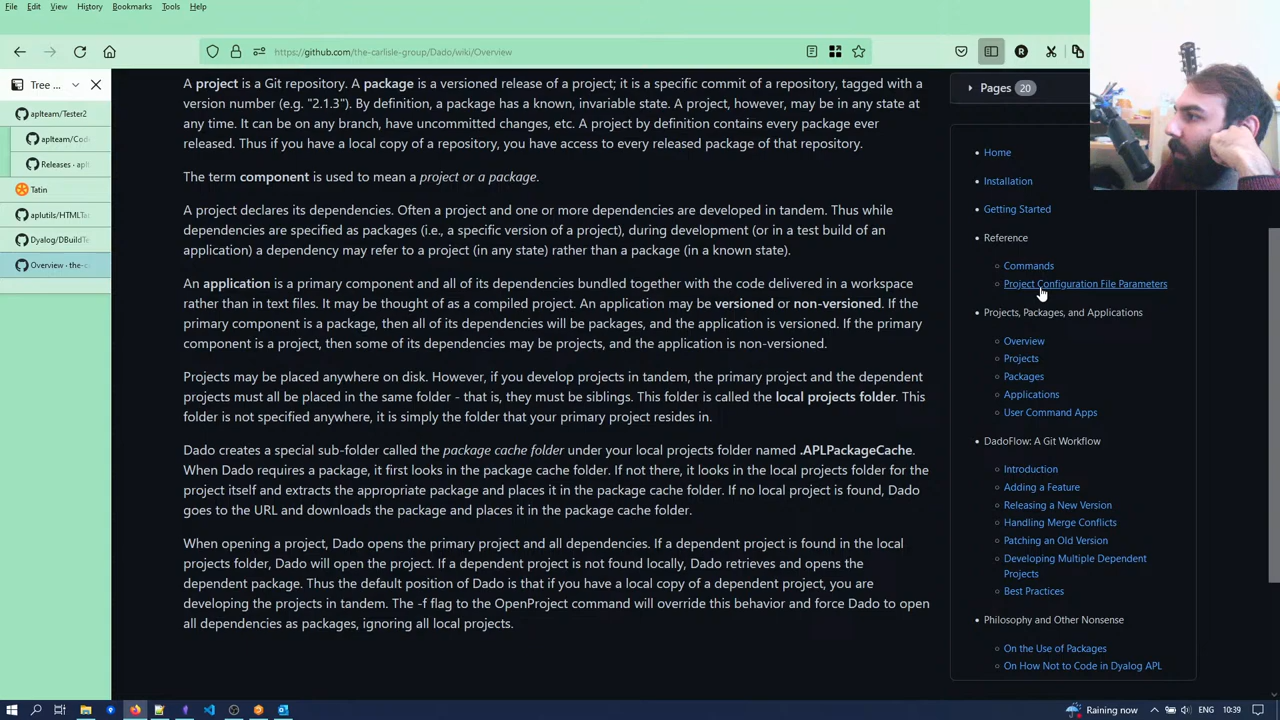 File Edit View History Bookmarks Tools Help
https://github.com/the-carlisle-group/Dado/wiki/Overview
Tree ...
aplteam/Tester2
aplteam/Cod
Releases · apl
Tatin
aplutils/HTMLTa
Dyalog/DBuildTe
Overview · the-c
A project is a Git repository. A package is a versioned release of a project; it is a specific commit of a repository, tagged with a
version number (e.g. "2.1.3"). By definition, a package has a known, invariable state. A project, however, may be in any state at
any time. It can be on any branch, have uncommitted changes, etc. A project by definition contains every package ever
released. Thus if you have a local copy of a repository, you have access to every released package of that repository.
The term component is used to mean a project or a package.
A project declares its dependencies. Often a project and one or more dependencies are developed in tandem. Thus while
dependencies are specified as packages (i.e., a specific version of a project), during development (or in a test build of an
application) a dependency may refer to a project (in any state) rather than a package (in a known state).
An application is a primary component and all of its dependencies bundled together with the code delivered in a workspace
rather than in text files. It may be thought of as a compiled project. An application may be versioned or non-versioned. If the
primary component is a package, then all of its dependencies will be packages, and the application is versioned. If the primary
component is a project, then some of its dependencies may be projects, and the application is non-versioned.
Projects may be placed anywhere on disk. However, if you develop projects in tandem, the primary project and the dependent
projects must all be placed in the same folder - that is, they must be siblings. This folder is called the local projects folder. This
folder is not specified anywhere, it is simply the folder that your primary project resides in.
Dado creates a special sub-folder called the package cache folder under your local projects folder named .APLPackageCache.
When Dado requires a package, it first looks in the package cache folder. If not there, it looks in the local projects folder for the
project itself and extracts the appropriate package and places it in the package cache folder. If no local project is found, Dado
goes to the URL and downloads the package and places it in the package cache folder.
When opening a project, Dado opens the primary project and all dependencies. If a dependent project is found in the local
projects folder, Dado will open the project. If a dependent project is not found locally, Dado retrieves and opens the
dependent package. Thus the default position of Dado is that if you have a local copy of a dependent project, you are
developing the projects in tandem. The -f flag to the OpenProject command will override this behavior and force Dado to open
all dependencies as packages, ignoring all local projects.
Pages 20
Home
Installation
Getting Started
Reference
Commands
Project Configuration File Parameters
Projects, Packages, and Applications
Overview
Projects
Packages
Applications
User Command Apps
DadoFlow: A Git Workflow
Introduction
Adding a Feature
Releasing a New Version
Handling Merge Conflicts
Patching an Old Version
Developing Multiple Dependent
Projects
Best Practices
Philosophy and Other Nonsense
On the Use of Packages
On How Not to Code in Dyalog APL
Raining now ENG 10:39